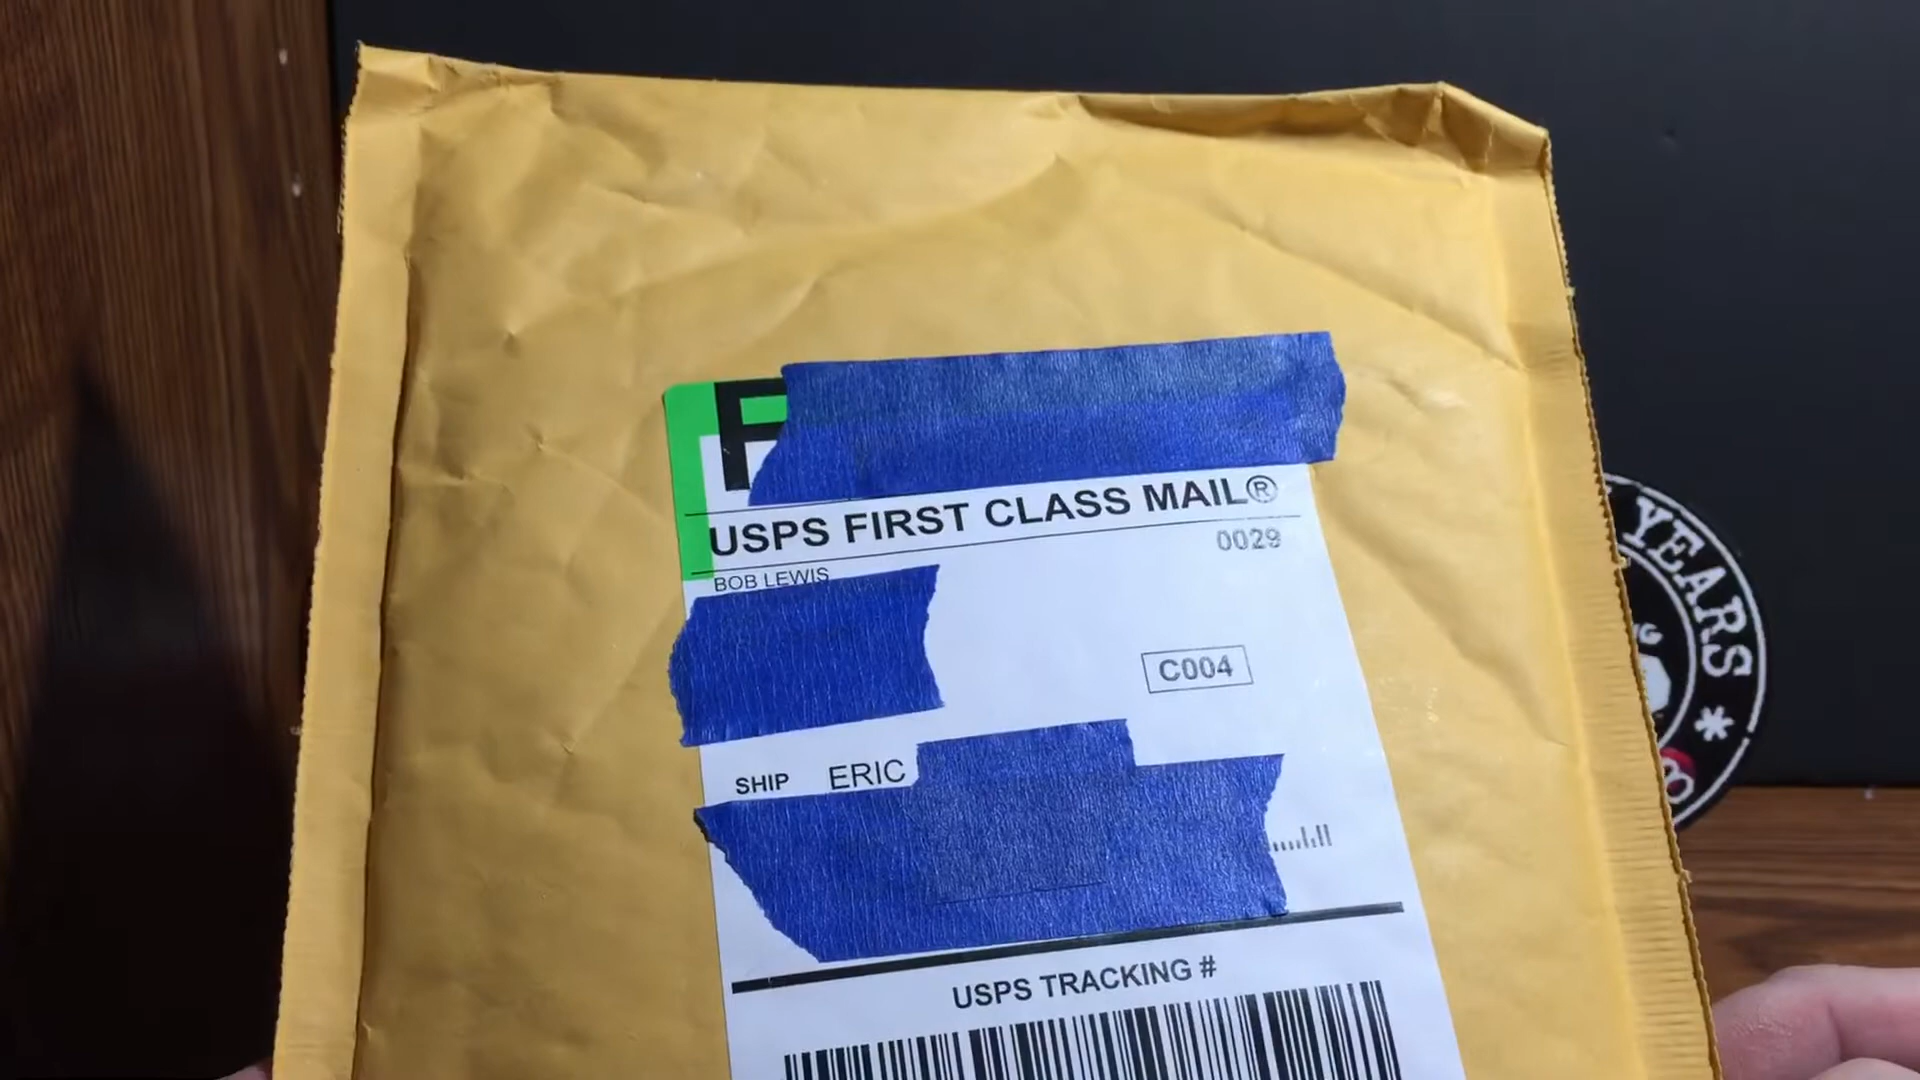 F
USPS FIRST CLASS MAIL®
0029
BOB LEWIS
C004
SHIP ERIC
USPS TRACKING #
YEARS